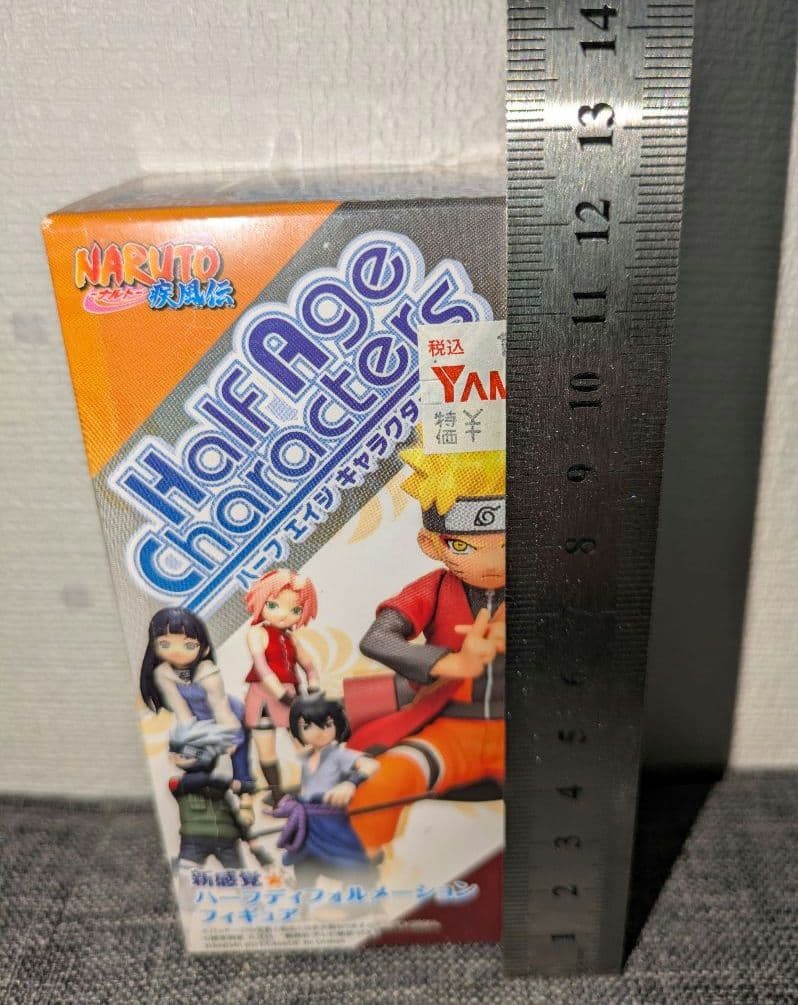 NARUTO
-ナルト-
疾風伝
Half Age
Characters
ハーフ エイジ キャラクタ
税込
YAM
特価 ¥
新感覚★
ハーフディフォルメーション
フィギュア
14
13
12
11
10
9
8
7
6
5
4
3
2
1